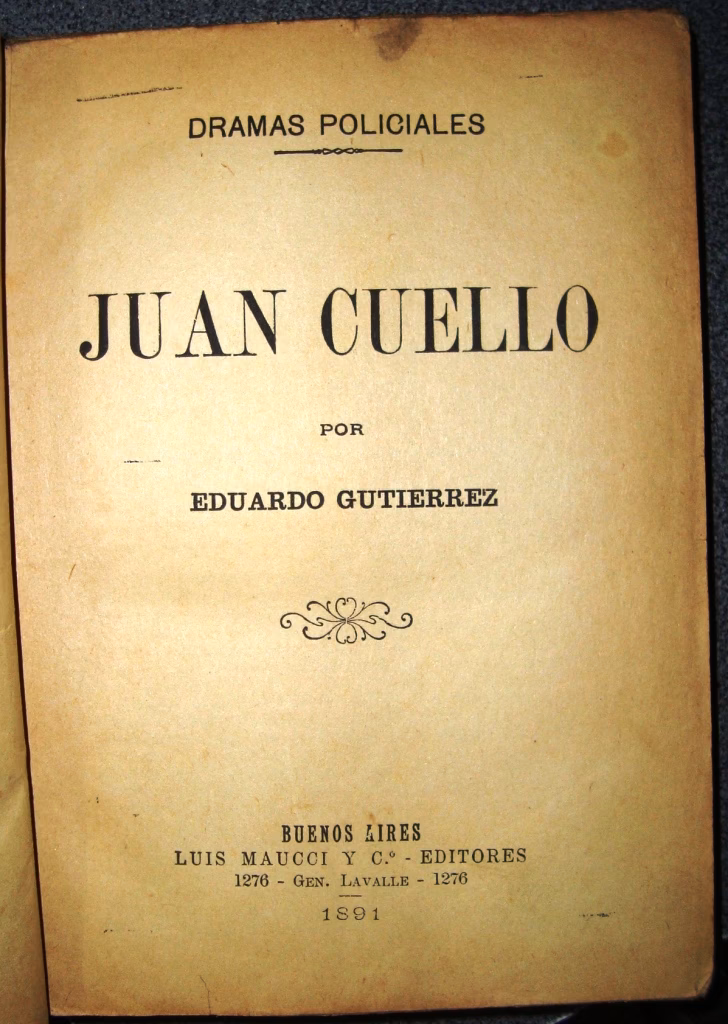 DRAMAS POLICIALES
JUAN CUELLO
POR
EDUARDO GUTIERREZ
BUENOS AIRES
LUIS MAUCCI Y C.º - EDITORES
1276 - GEN. LAVALLE - 1276
1891